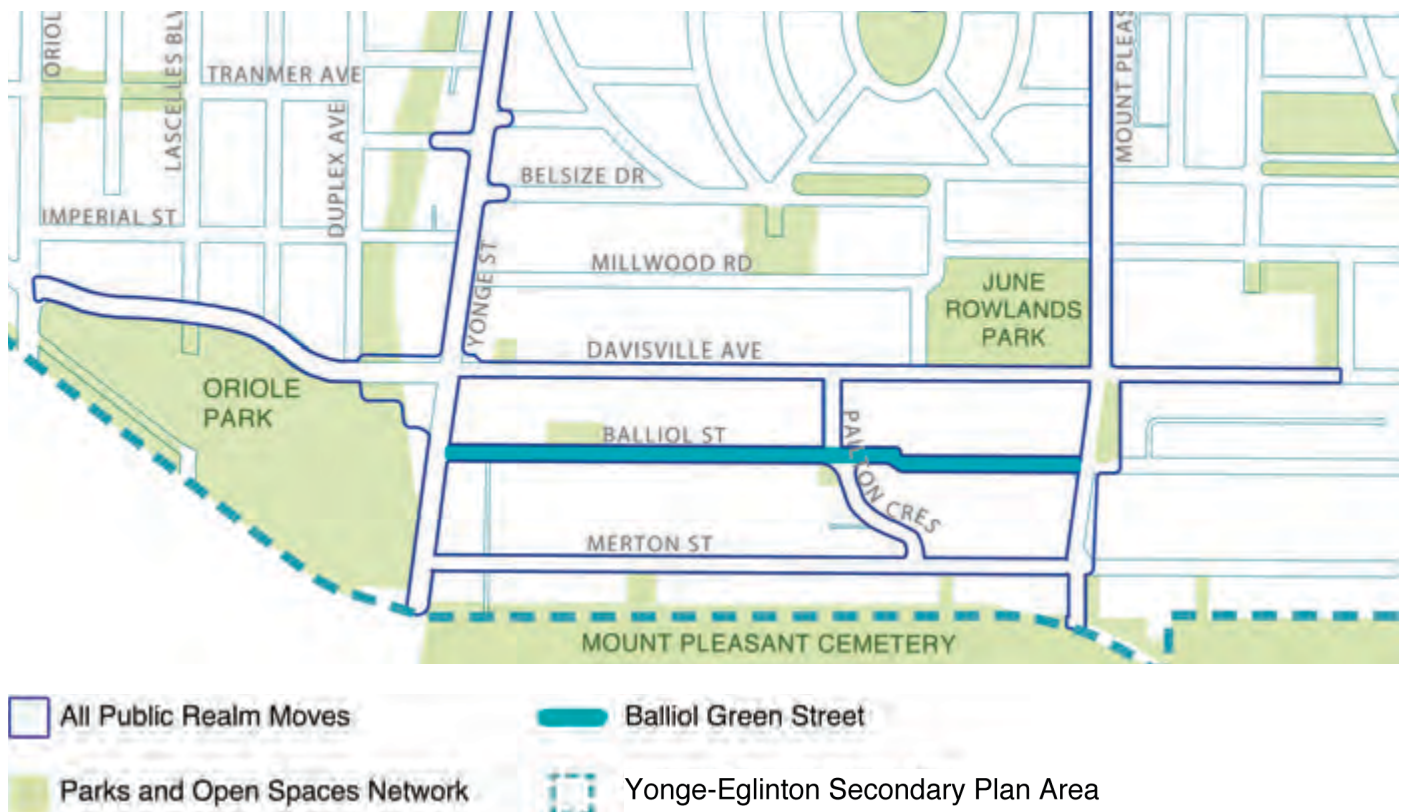 ORIOL
LASCELLES BLV
TRANMER AVE
DUPLEX AVE
MOUNT PLEAS
BELSIZE DR
IMPERIAL ST
YONGE ST
MILLWOOD RD
JUNE
ROWLANDS
PARK
DAVISVILLE AVE
ORIOLE
PARK
BALLIOL ST
PAILTON CRES
MERTON ST
MOUNT PLEASANT CEMETERY
All Public Realm Moves
Balliol Green Street
Parks and Open Spaces Network
Yonge-Eglinton Secondary Plan Area